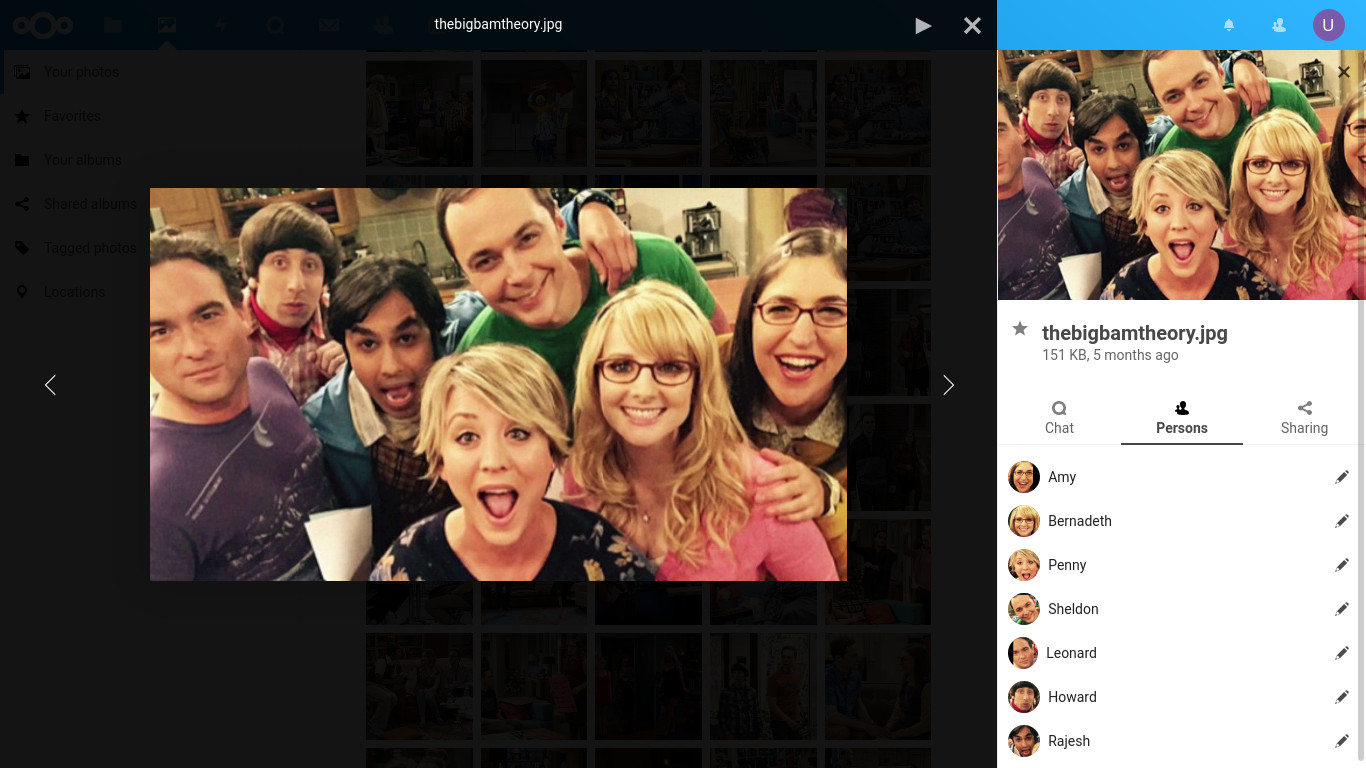 thebigbamtheory.jpg
U
Your photos
Favorites
Your albums
Shared albums
Tagged photos
Locations
thebigbamtheory.jpg
151 KB, 5 months ago
Chat
Persons
Sharing
Amy
Bernadeth
Penny
Sheldon
Leonard
Howard
Rajesh